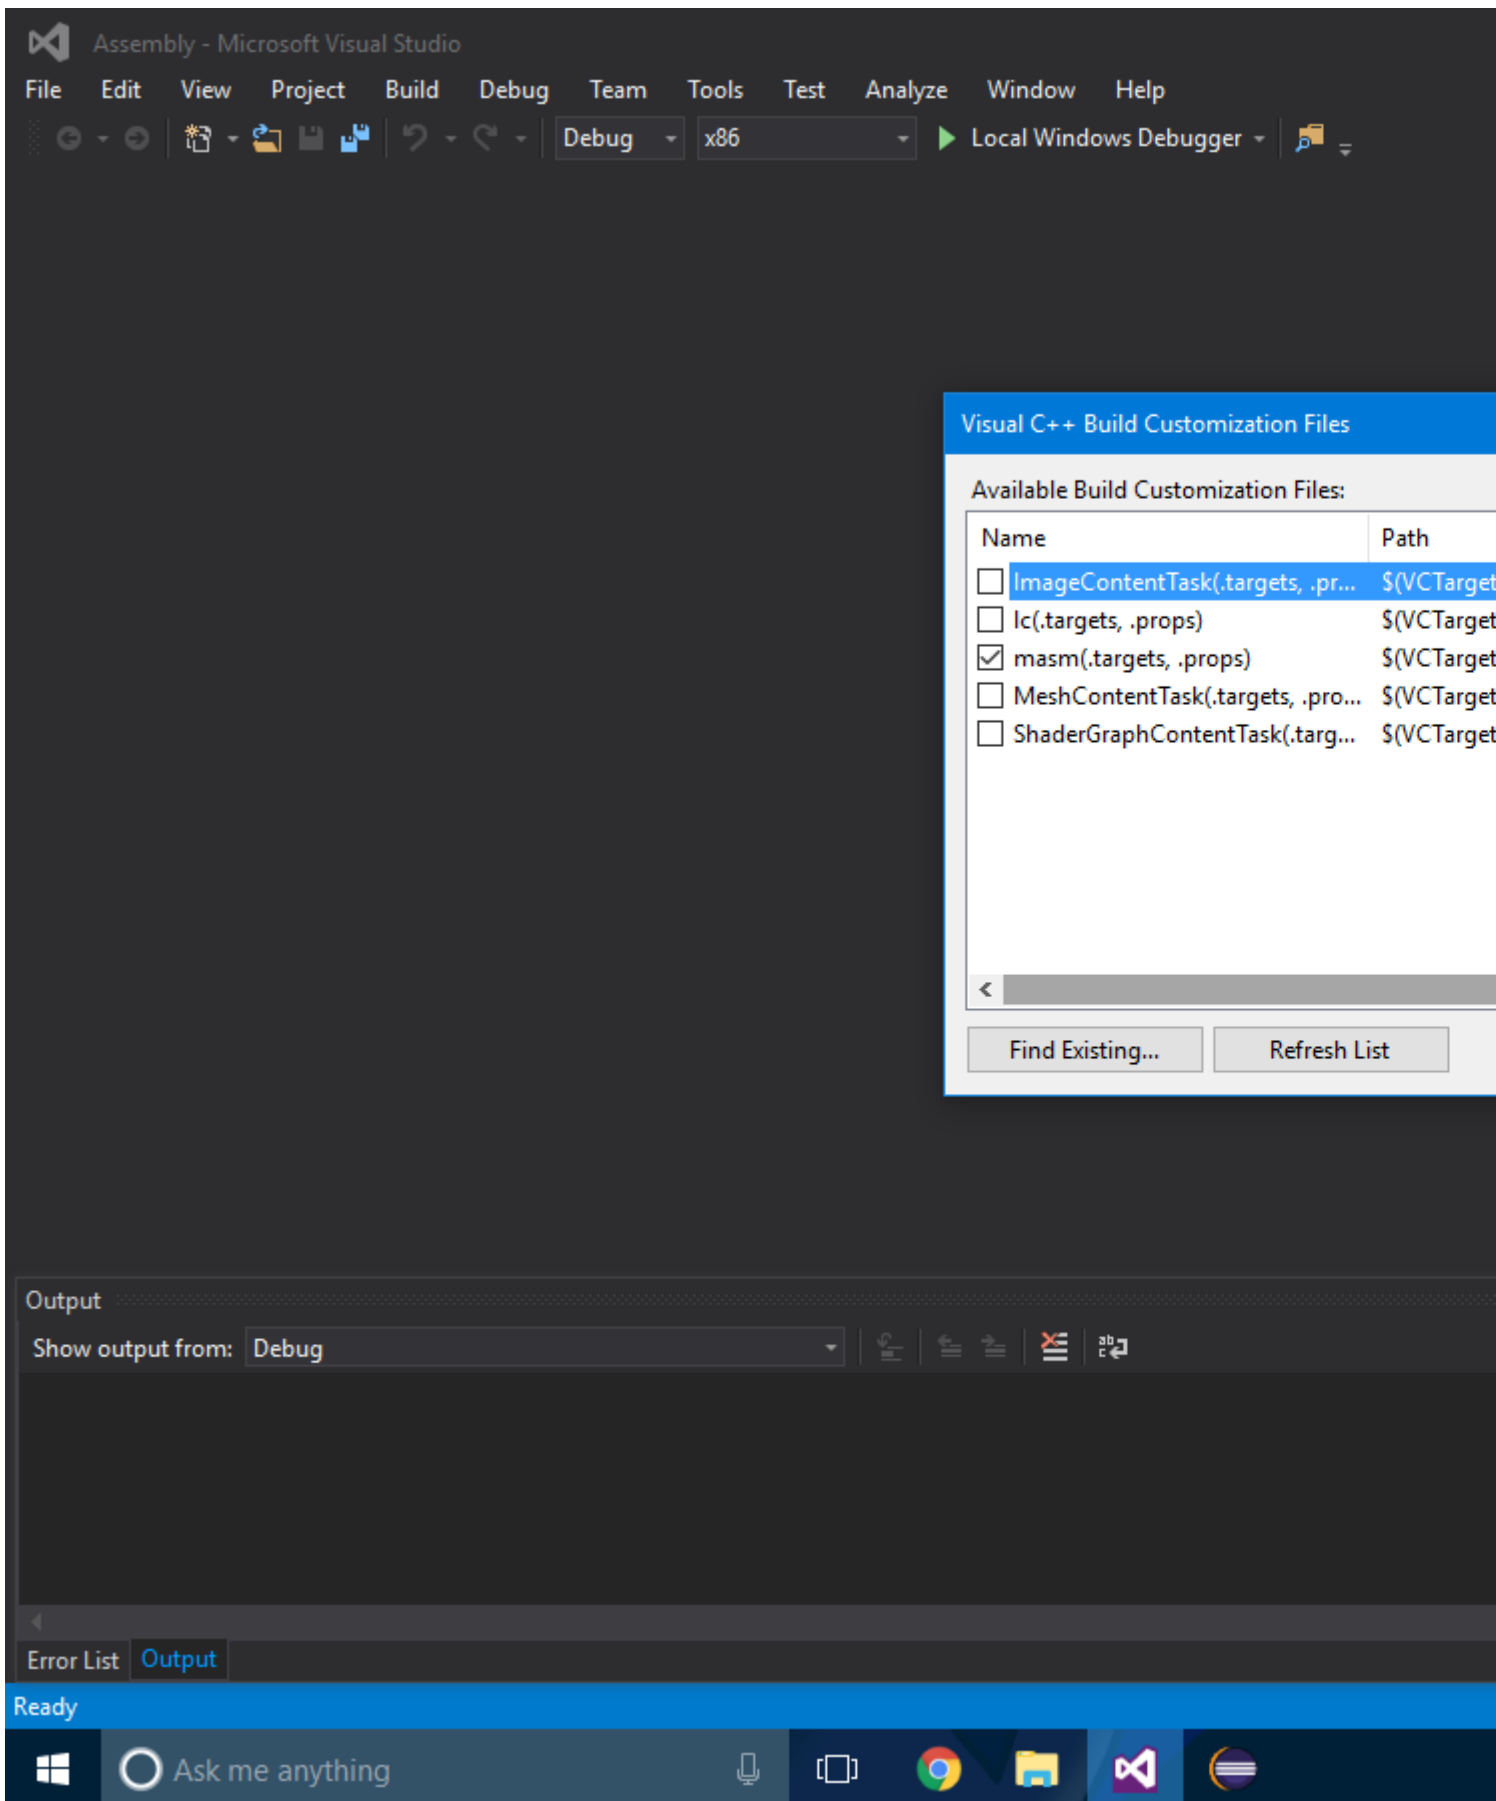 Assembly - Microsoft Visual Studio
File Edit View Project Build Debug Team Tools Test Analyze Window Help
Debug x86 Local Windows Debugger
Visual C++ Build Customization Files
Available Build Customization Files:
Name Path
ImageContentTask(.targets, .pr... $(VCTarget
lc(.targets, .props) $(VCTarget
masm(.targets, .props) $(VCTarget
MeshContentTask(.targets, .pro... $(VCTarget
ShaderGraphContentTask(.targ... $(VCTarget
Find Existing... Refresh List
Output
Show output from: Debug
Error List Output
Ready
Ask me anything